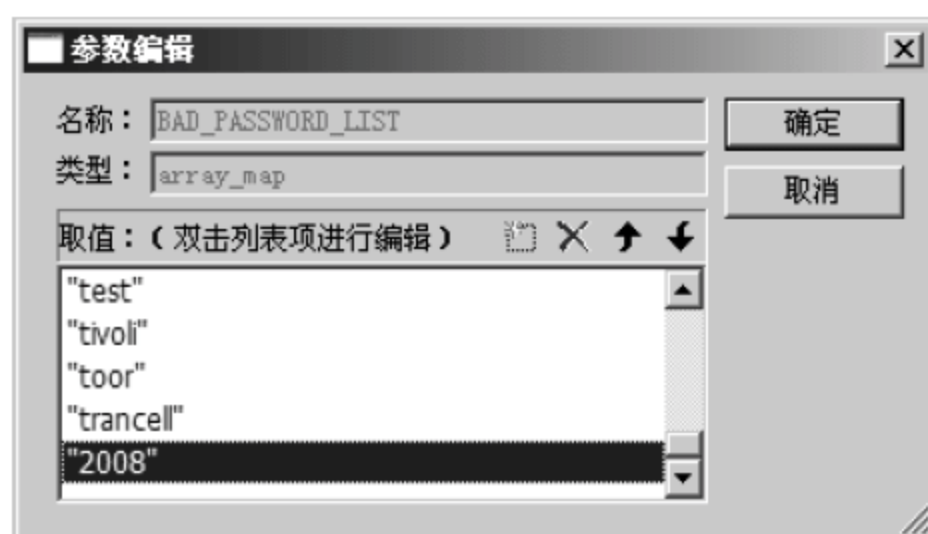 参数编辑
名称： BAD_PASSWORD_LIST
确定
类型： array_map
取消
取值：（双击列表项进行编辑）
"test"
"tivoli"
"toor"
"trancell"
"2008"